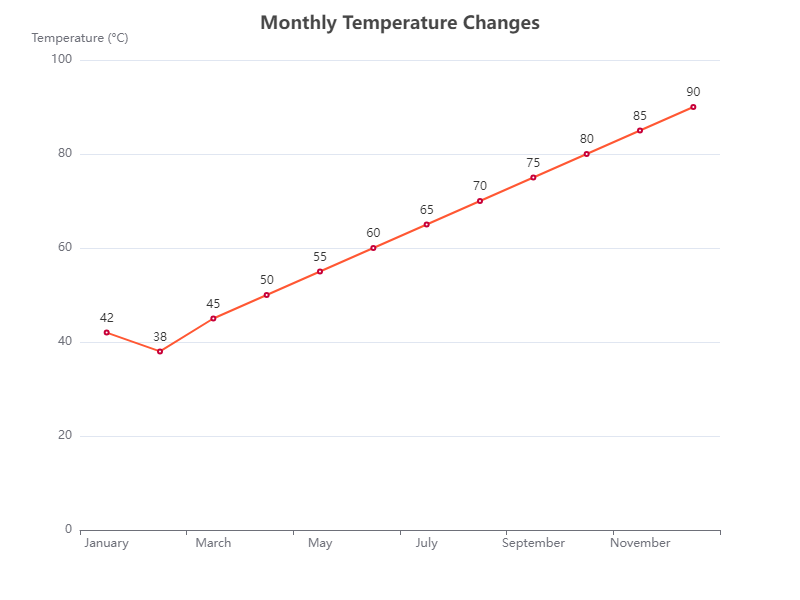 Monthly Temperature Changes
Temperature (°C)
100
80
60
40
20
0
42
38
45
50
55
60
65
70
75
80
85
90
January
March
May
July
September
November